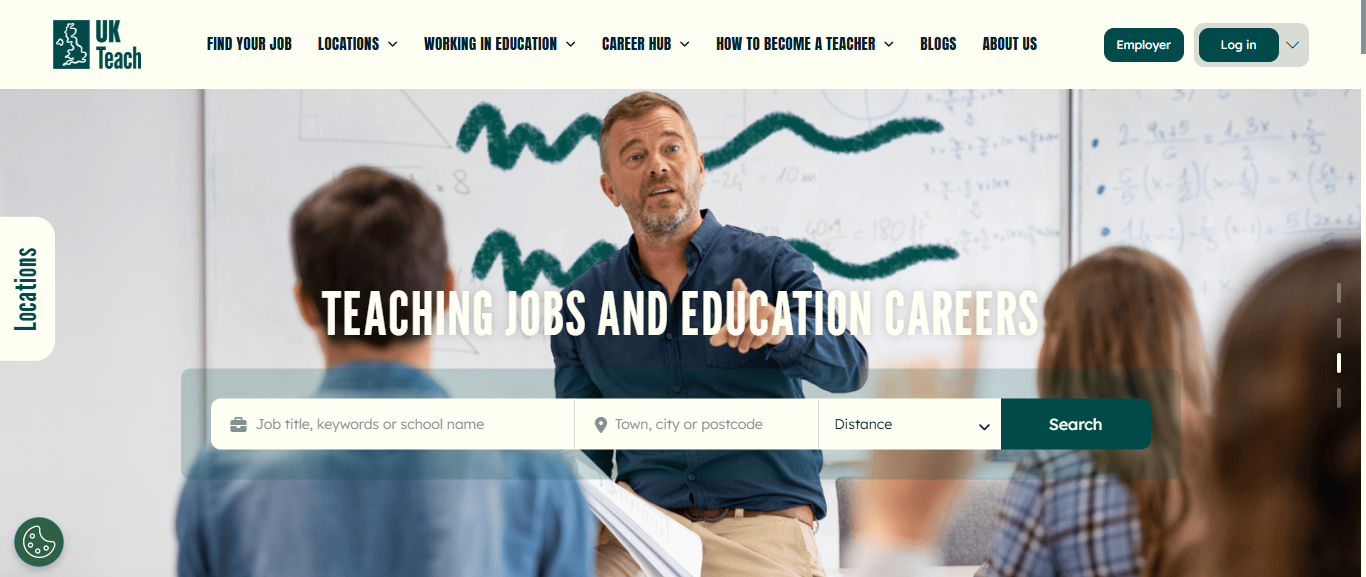 UK
Teach
FIND YOUR JOB
LOCATIONS
WORKING IN EDUCATION
CAREER HUB
HOW TO BECOME A TEACHER
BLOGS
ABOUT US
Employer
Log in
Locations
TEACHING JOBS AND EDUCATION CAREERS
Job title, keywords or school name
Town, city or postcode
Distance
Search